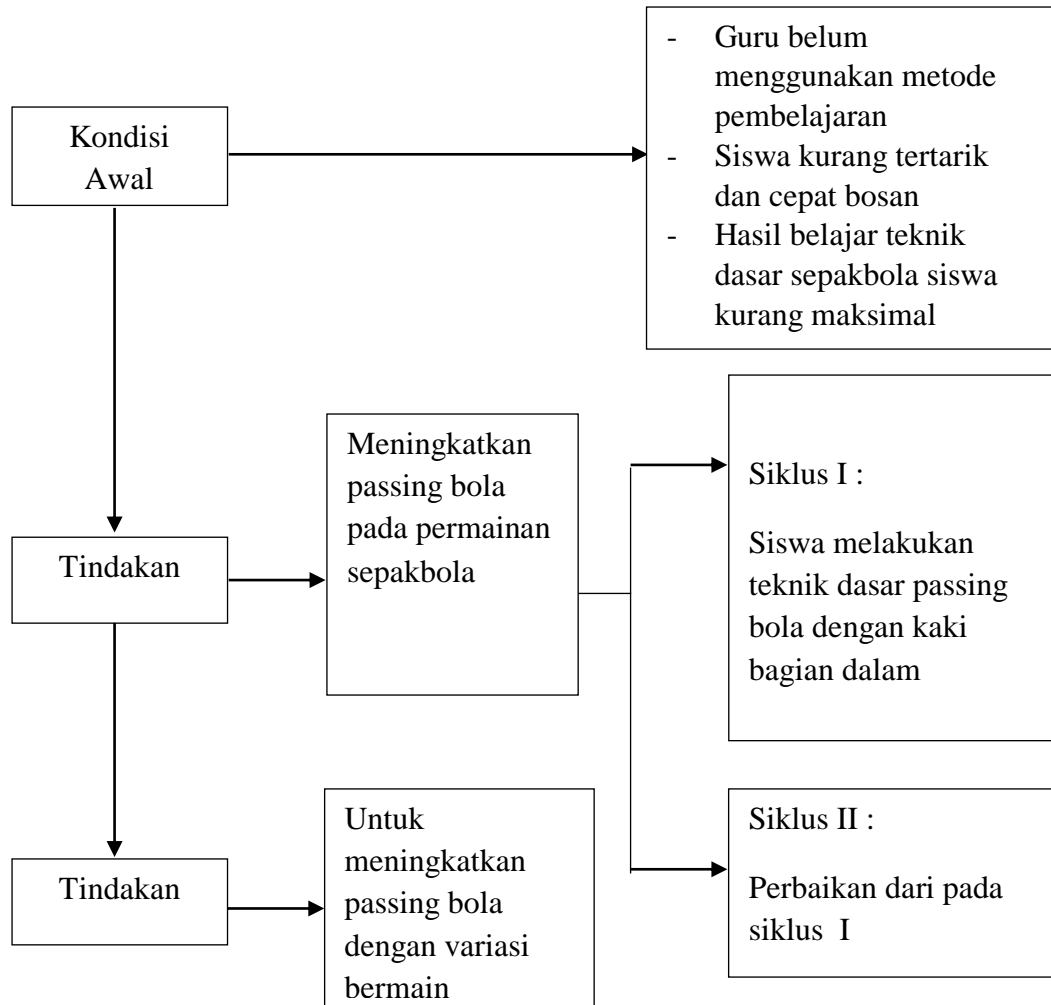 Kondisi
Awal
- Guru belum
menggunakan metode
pembelajaran
- Siswa kurang tertarik
dan cepat bosan
- Hasil belajar teknik
dasar sepakbola siswa
kurang maksimal
Tindakan
Meningkatkan
passing bola
pada permainan
sepakbola
Siklus I :
Siswa melakukan
teknik dasar passing
bola dengan kaki
bagian dalam
Siklus II :
Perbaikan dari pada
siklus I
Tindakan
Untuk
meningkatkan
passing bola
dengan variasi
bermain